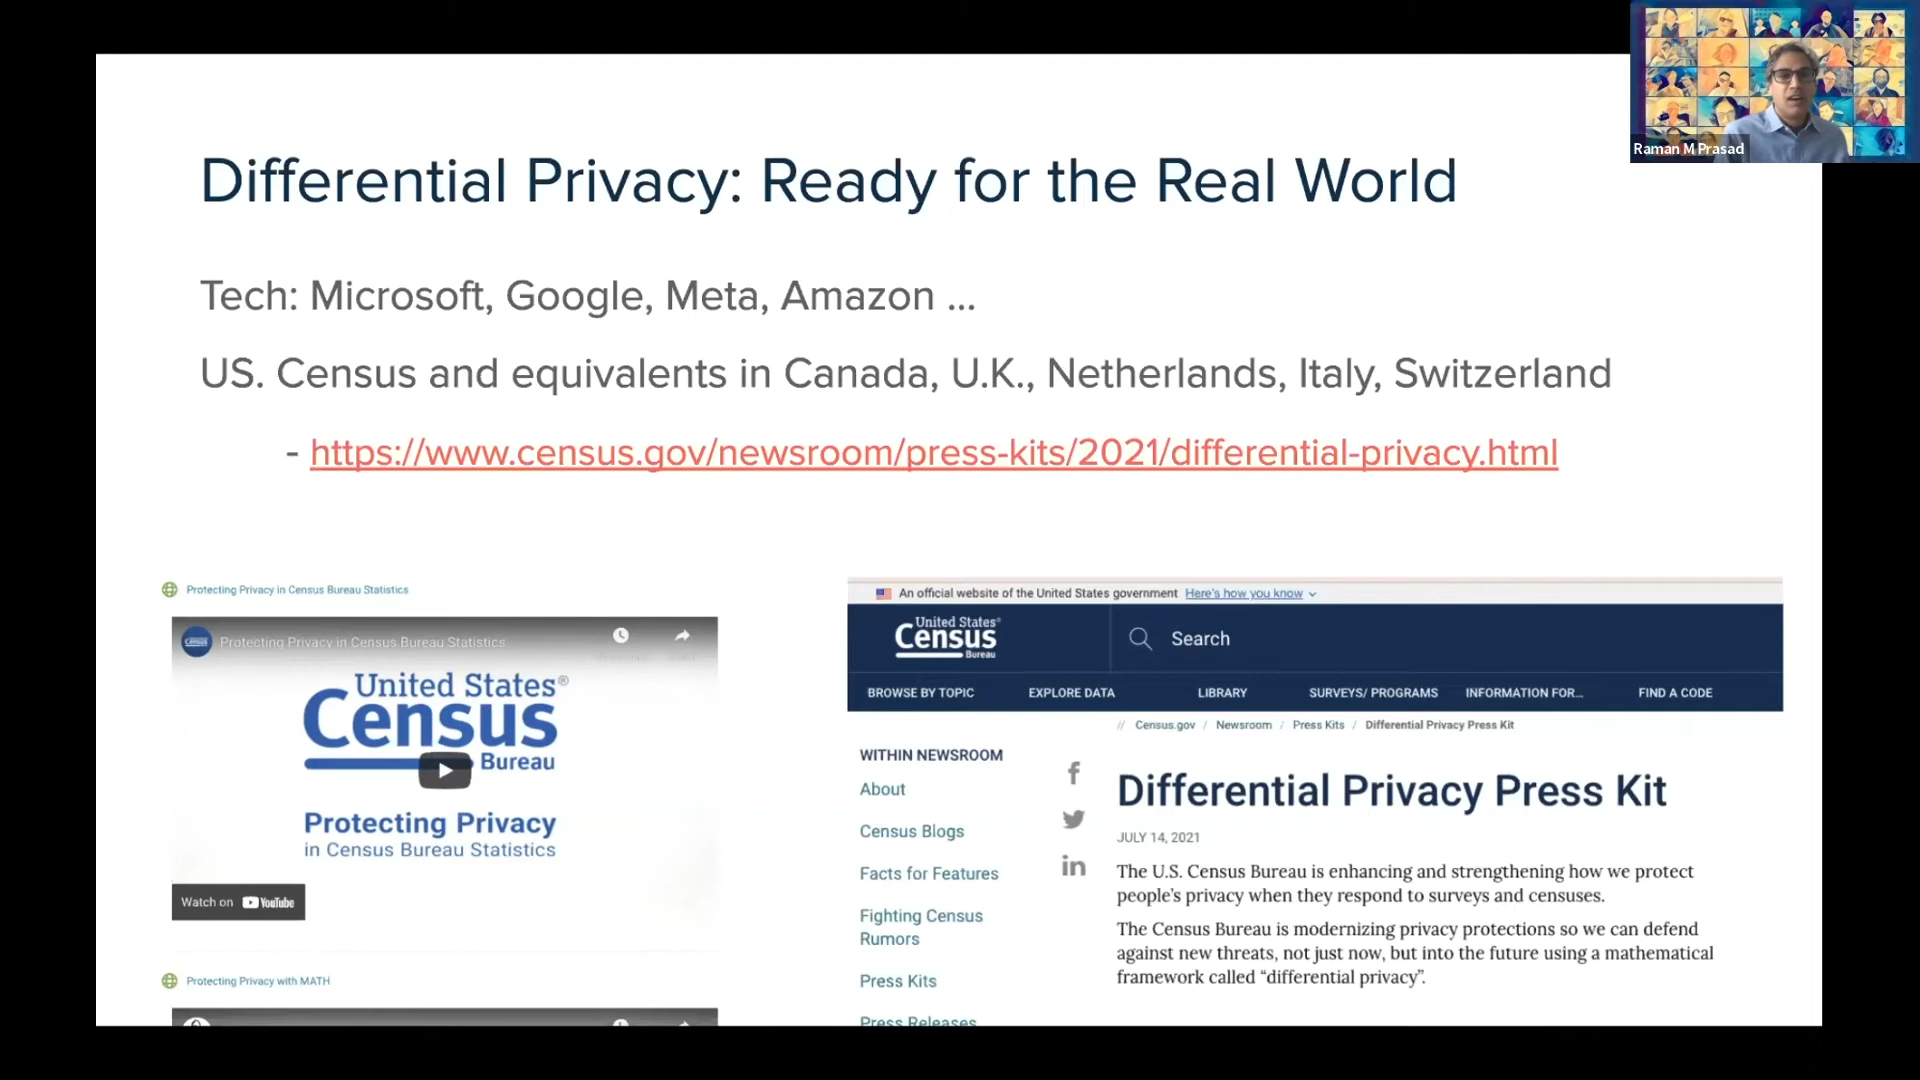 Raman M Prasad
Differential Privacy: Ready for the Real World
Tech: Microsoft, Google, Meta, Amazon ...
US. Census and equivalents in Canada, U.K., Netherlands, Italy, Switzerland
- https://www.census.gov/newsroom/press-kits/2021/differential-privacy.html
Protecting Privacy in Census Bureau Statistics
Protecting Privacy in Census Bureau Statistics
United States®
Census
Bureau
Protecting Privacy
in Census Bureau Statistics
Watch on YouTube
Protecting Privacy with MATH
An official website of the United States government Here's how you know
United States®
Census
Bureau
Search
BROWSE BY TOPIC EXPLORE DATA LIBRARY SURVEYS/ PROGRAMS INFORMATION FOR... FIND A CODE
// Census.gov / Newsroom / Press Kits / Differential Privacy Press Kit
WITHIN NEWSROOM
About
Census Blogs
Facts for Features
Fighting Census
Rumors
Press Kits
Press Releases
Differential Privacy Press Kit
JULY 14, 2021
The U.S. Census Bureau is enhancing and strengthening how we protect
people's privacy when they respond to surveys and censuses.
The Census Bureau is modernizing privacy protections so we can defend
against new threats, not just now, but into the future using a mathematical
framework called “differential privacy”.